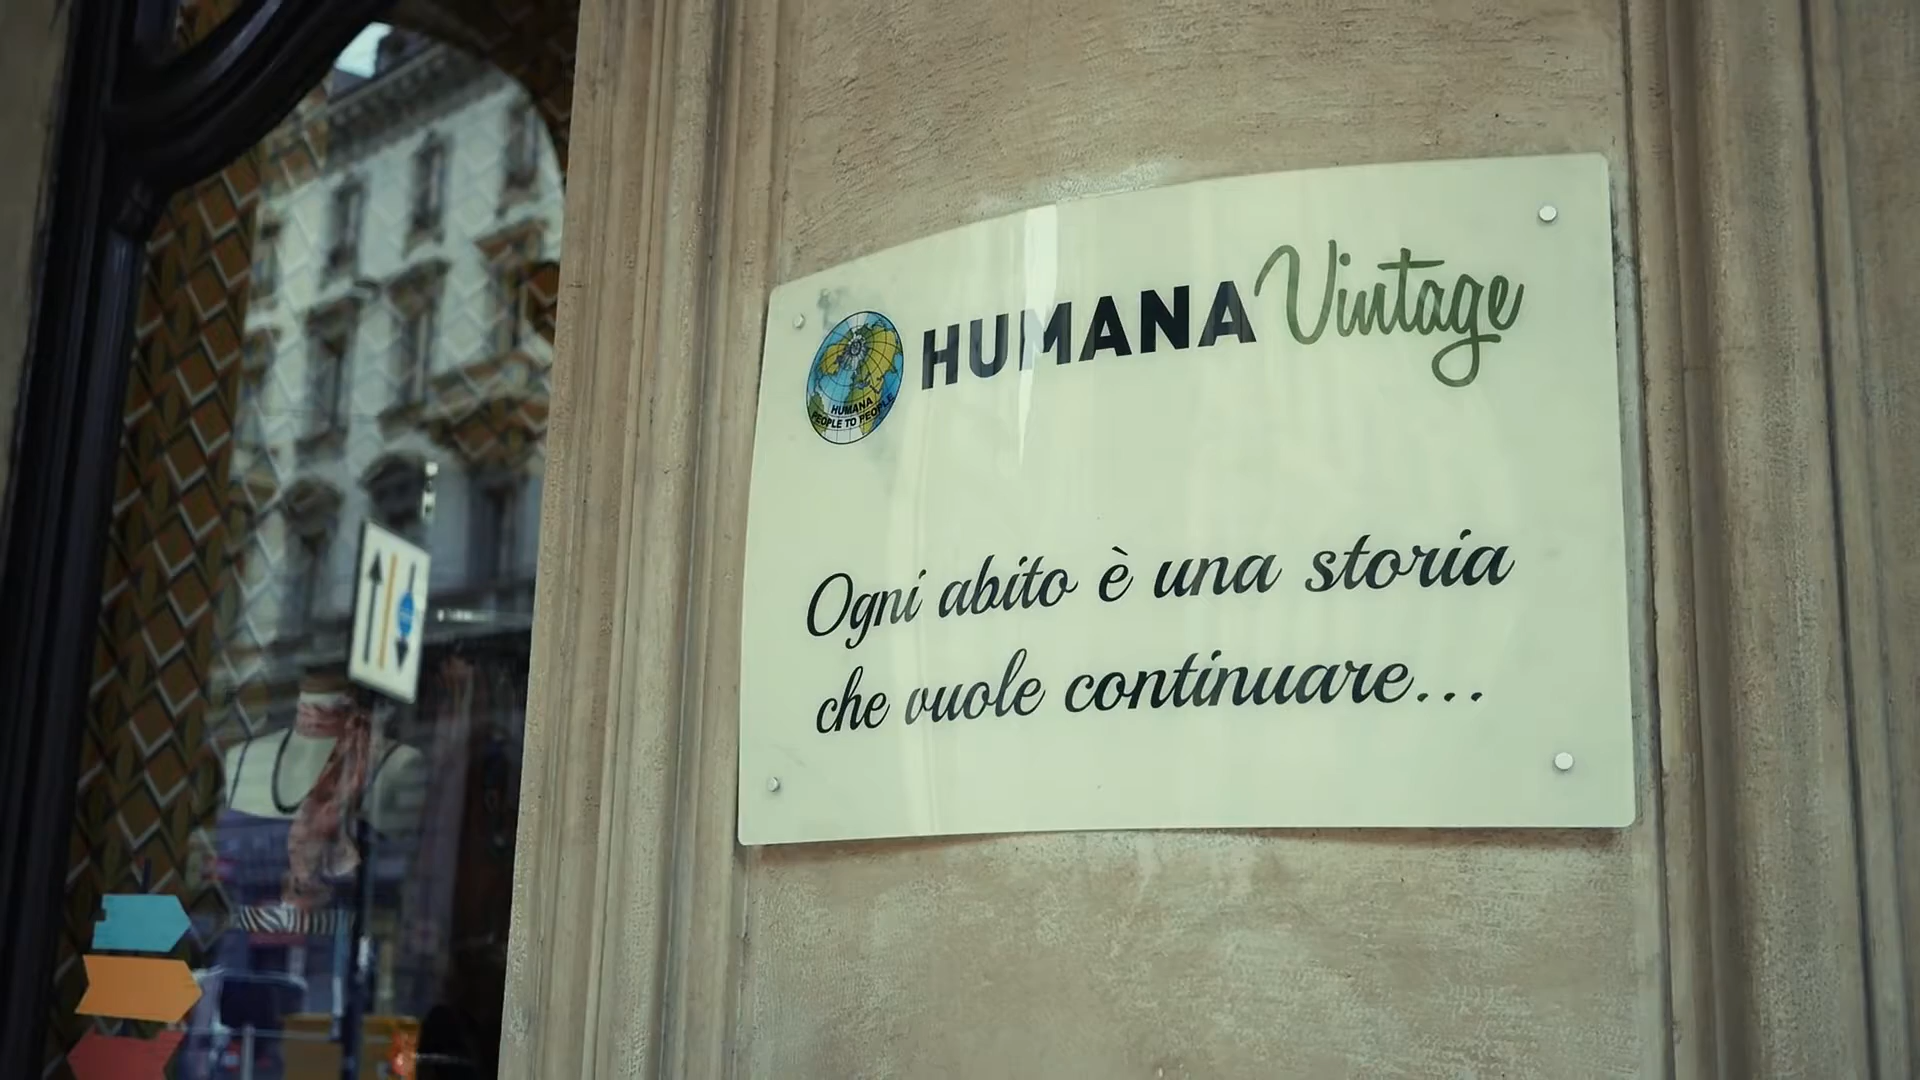 HUMANA Vintage
HUMANA
PEOPLE TO PEOPLE
Ogni abito è una storia
che vuole continuare...